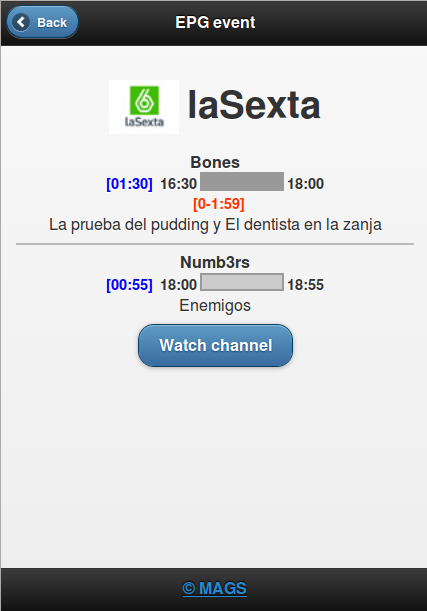 Back
EPG event
laSexta
laSexta
Bones
[01:30] 16:30 18:00
[0-1:59]
La prueba del pudding y El dentista en la zanja
Numb3rs
[00:55] 18:00 18:55
Enemigos
Watch channel
© MAGS